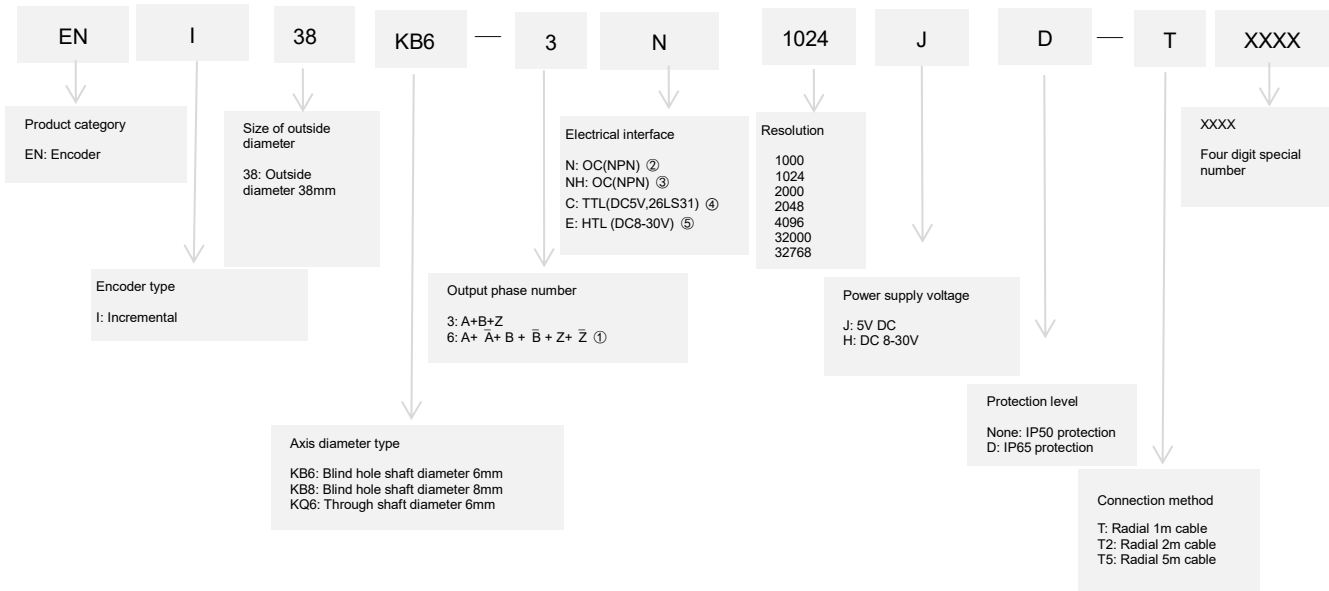 EN I 38 KB6 — 3 N 1024 J D — T XXXX
Product category
EN: Encoder
Size of outside
diameter
38: Outside
diameter 38mm
Electrical interface
N: OC(NPN) ②
NH: OC(NPN) ③
C: TTL(DC5V,26LS31) ④
E: HTL (DC8-30V) ⑤
Resolution
1000
1024
2000
2048
4096
32000
32768
XXXX
Four digit special
number
Encoder type
I: Incremental
Output phase number
3: A+B+Z
6: A+ A̅+ B + B̅ + Z+ Z̅ ①
Power supply voltage
J: 5V DC
H: DC 8-30V
Protection level
None: IP50 protection
D: IP65 protection
Axis diameter type
KB6: Blind hole shaft diameter 6mm
KB8: Blind hole shaft diameter 8mm
KQ6: Through shaft diameter 6mm
Connection method
T: Radial 1m cable
T2: Radial 2m cable
T5: Radial 5m cable